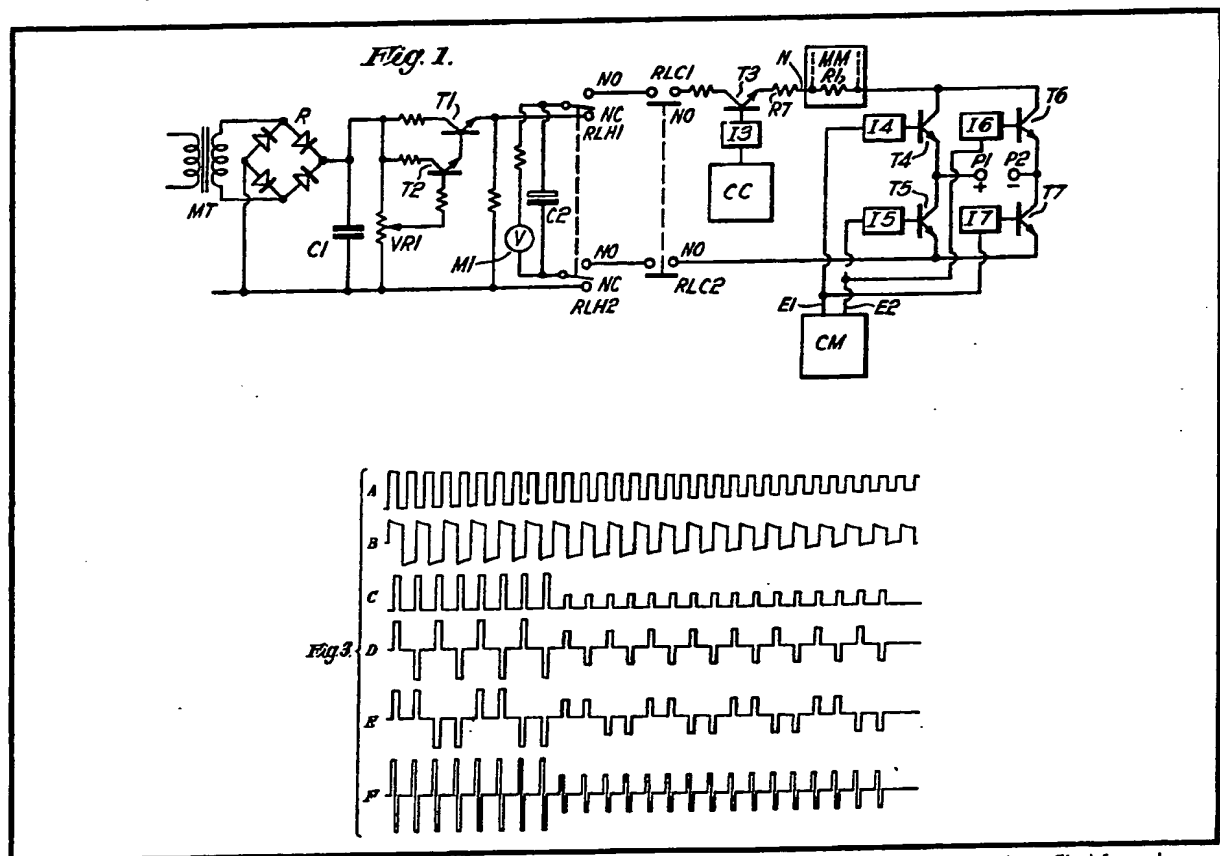 Fig. 1.
MT
R
C1
VR1
T1
T2
M1
V
C2
NO
NC
RLH1
NO
NC
RLH2
RLC1
NO
NO
RLC2
T3
I3
CC
RT
N
MM
R1
I4
T4
I5
T5
I6
T6
I7
T7
P1
+
P2
-
E1
E2
CM
Fig 3.
A
B
C
D
E
F